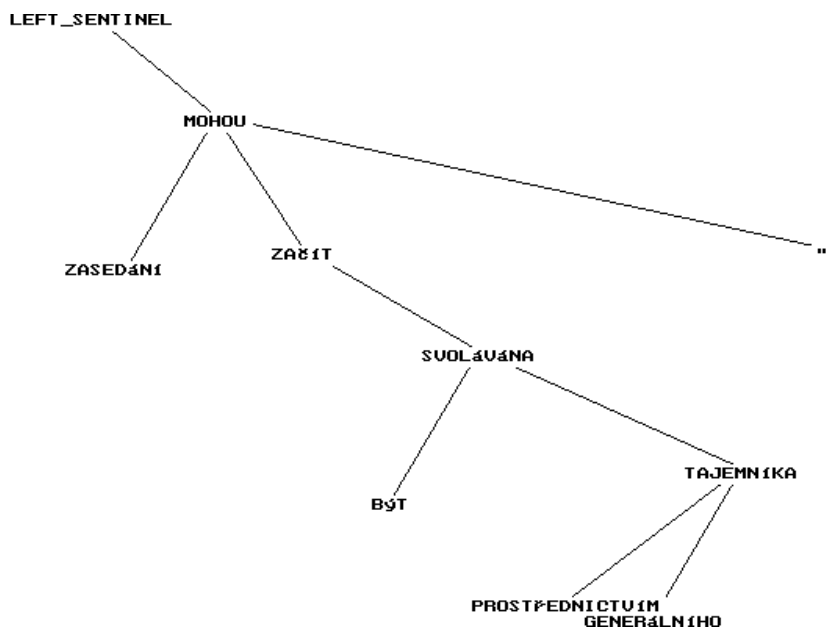 LEFT_SENTINEL
MOHOU
ZASEDáNí
ZAčíT
"
SVOLáVáNA
BýT
TAJEMNíKA
PROSTřEDNICTVíM
GENERáLNíHO